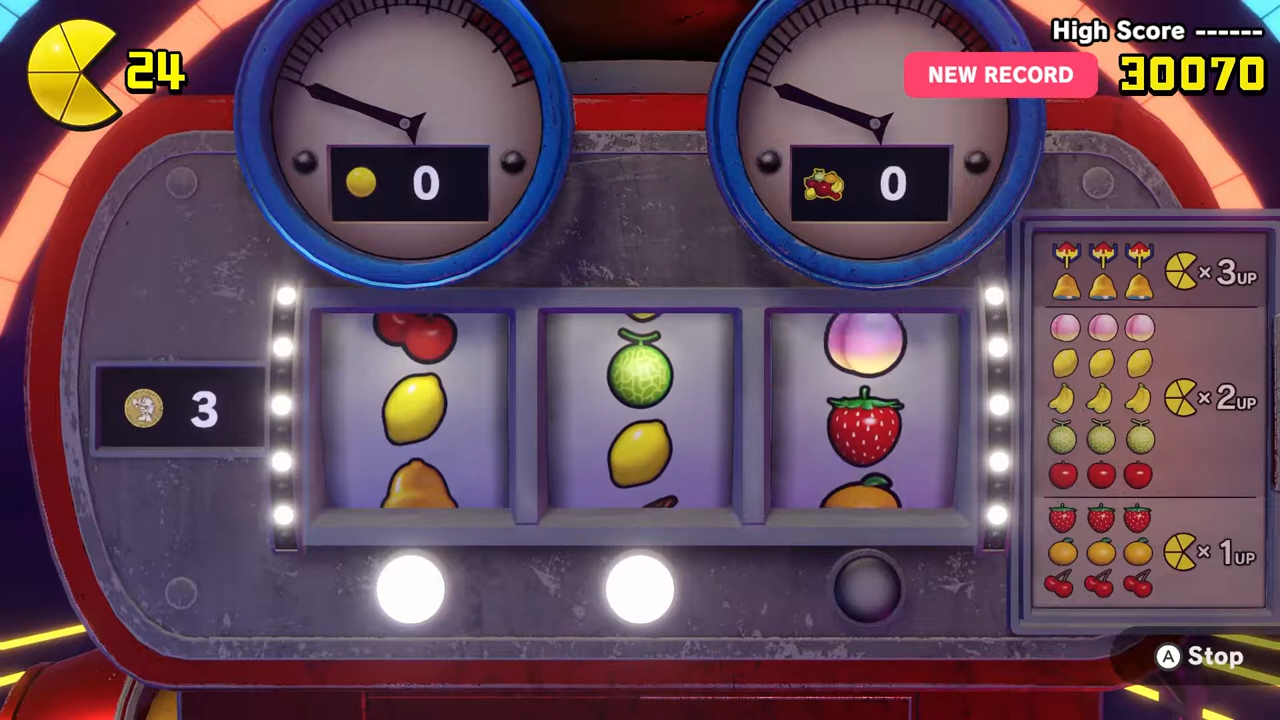 24
High Score ------
NEW RECORD
30070
0
0
3
× 3UP
× 2UP
× 1UP
A Stop